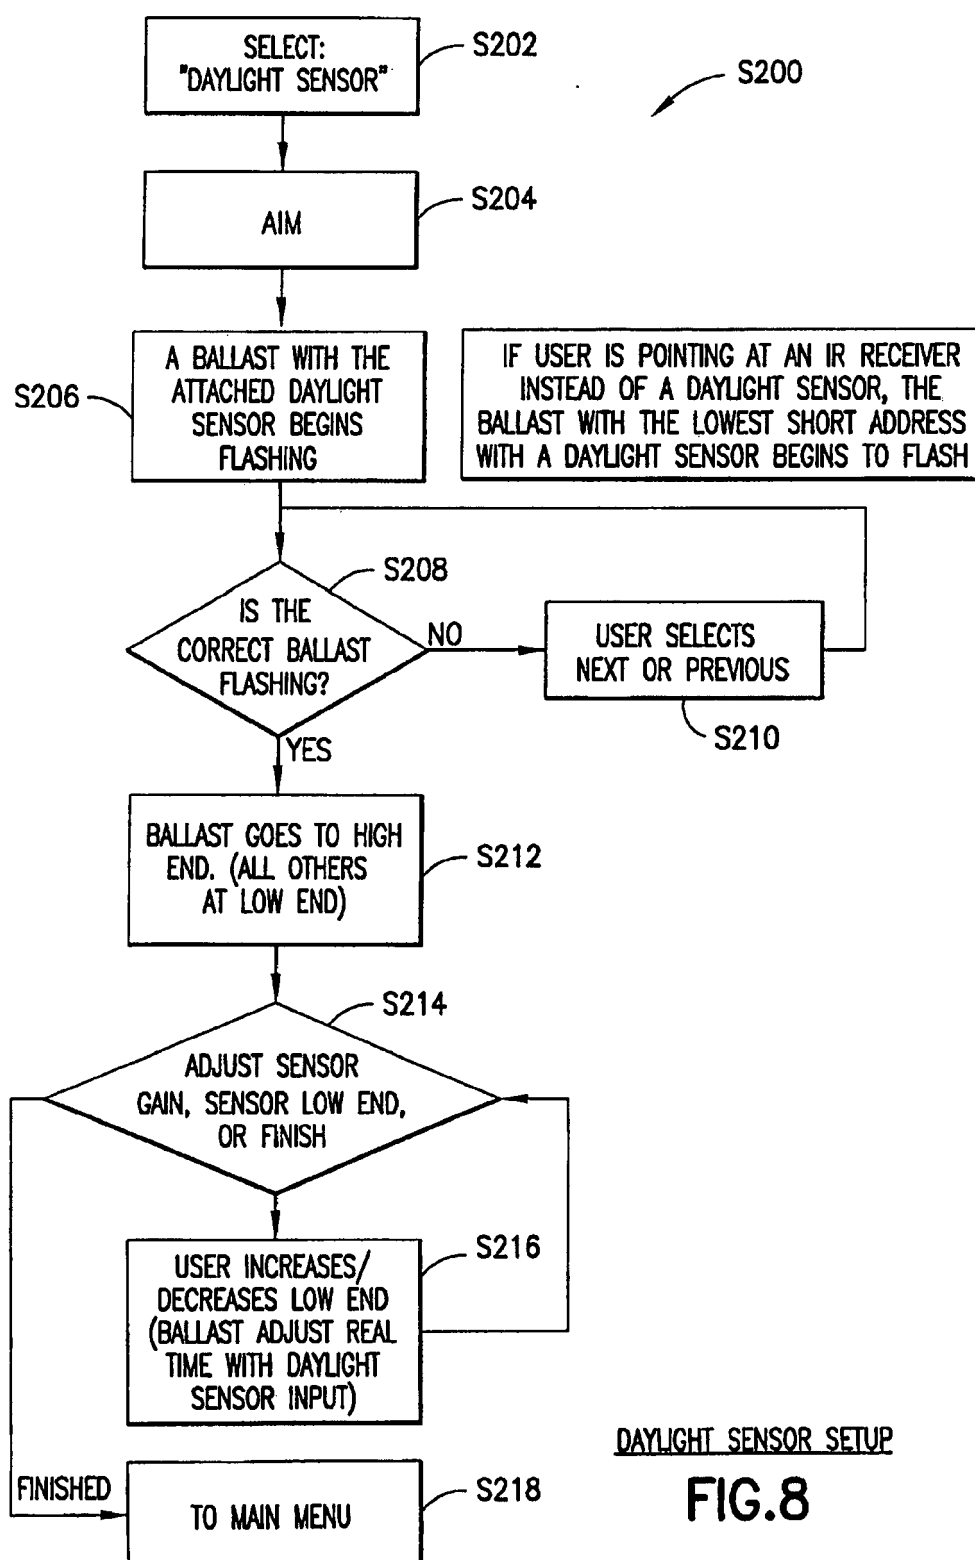 SELECT:
"DAYLIGHT SENSOR"
S202
S200
AIM
S204
A BALLAST WITH THE
ATTACHED DAYLIGHT
SENSOR BEGINS
FLASHING
S206
IF USER IS POINTING AT AN IR RECEIVER
INSTEAD OF A DAYLIGHT SENSOR, THE
BALLAST WITH THE LOWEST SHORT ADDRESS
WITH A DAYLIGHT SENSOR BEGINS TO FLASH
S208
IS THE
CORRECT BALLAST
FLASHING?
NO
USER SELECTS
NEXT OR PREVIOUS
S210
YES
BALLAST GOES TO HIGH
END. (ALL OTHERS
AT LOW END)
S212
S214
ADJUST SENSOR
GAIN, SENSOR LOW END,
OR FINISH
S216
USER INCREASES/
DECREASES LOW END
(BALLAST ADJUST REAL
TIME WITH DAYLIGHT
SENSOR INPUT)
FINISHED
TO MAIN MENU
S218
DAYLIGHT SENSOR SETUP
FIG.8